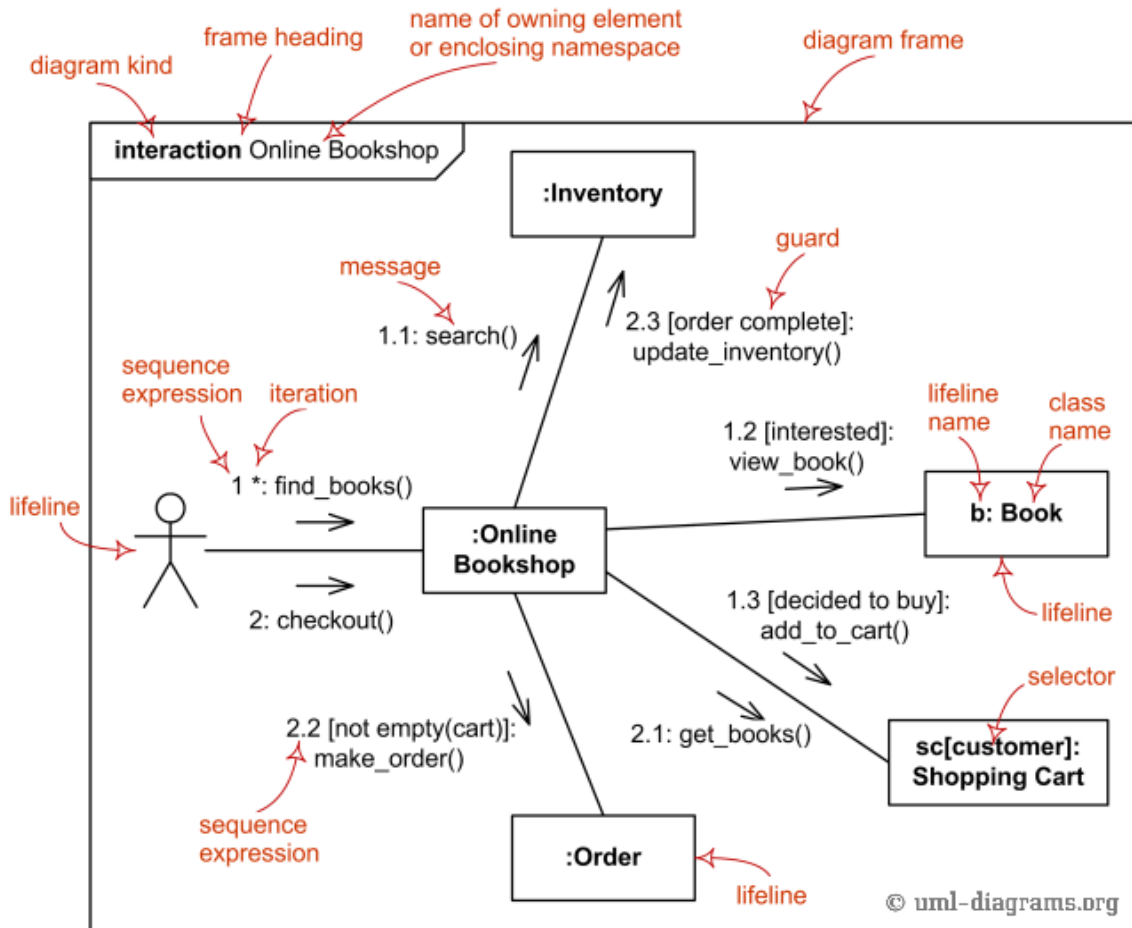 name of owning element
or enclosing namespace
frame heading
diagram frame
diagram kind
interaction Online Bookshop
:Inventory
guard
message
1.1: search()
2.3 [order complete]:
update_inventory()
sequence
expression
iteration
lifeline
name
class
name
1.2 [interested]:
view_book()
1 *: find_books()
lifeline
b: Book
:Online
Bookshop
1.3 [decided to buy]:
add_to_cart()
lifeline
2: checkout()
selector
2.2 [not empty(cart)]:
make_order()
2.1: get_books()
sc[customer]:
Shopping Cart
sequence
expression
:Order
lifeline
© uml-diagrams.org